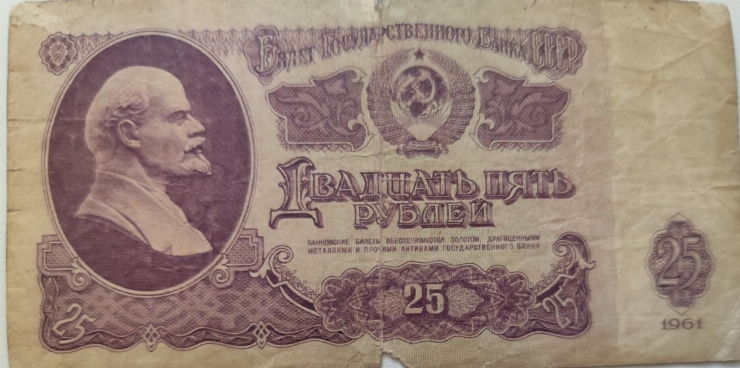 Билет Государственного Банка СССР
Двадцать пять
рублей
БАНКОВСКИЕ БИЛЕТЫ ОБЕСПЕЧИВАЮТСЯ ЗОЛОТОМ, ДРАГОЦЕННЫМИ
МЕТАЛЛАМИ И ПРОЧИМИ АКТИВАМИ ГОСУДАРСТВЕННОГО БАНКА
25
25
25
25
1961